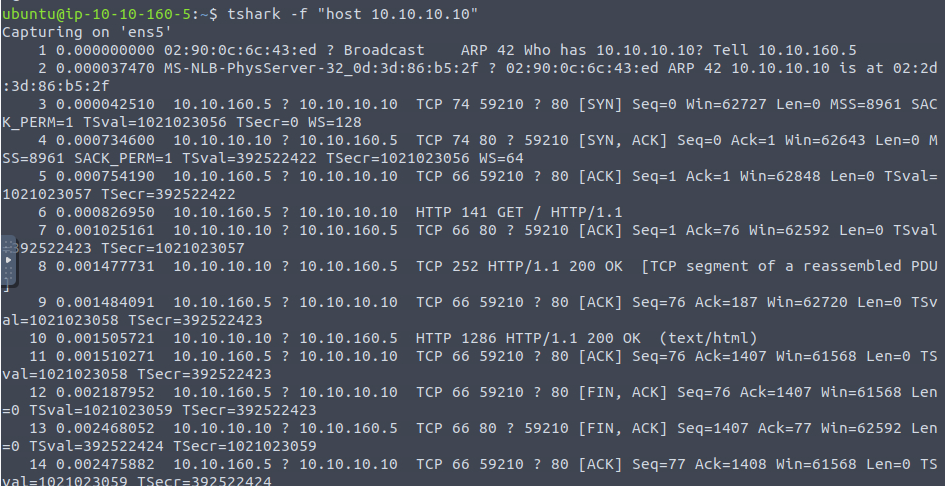 ubuntu@ip-10-10-160-5:~$ tshark -f "host 10.10.10.10"
Capturing on 'ens5'
    1 0.000000000 02:90:0c:6c:43:ed ? Broadcast    ARP 42 Who has 10.10.10.10? Tell 10.10.160.5
    2 0.000037470 MS-NLB-PhysServer-32_0d:3d:86:b5:2f ? 02:90:0c:6c:43:ed ARP 42 10.10.10.10 is at 02:2d
:3d:86:b5:2f
    3 0.000042510  10.10.160.5 ? 10.10.10.10  TCP 74 59210 ? 80 [SYN] Seq=0 Win=62727 Len=0 MSS=8961 SAC
K_PERM=1 TSval=1021023056 TSecr=0 WS=128
    4 0.000734600  10.10.10.10 ? 10.10.160.5  TCP 74 80 ? 59210 [SYN, ACK] Seq=0 Ack=1 Win=62643 Len=0 M
SS=8961 SACK_PERM=1 TSval=392522422 TSecr=1021023056 WS=64
    5 0.000754190  10.10.160.5 ? 10.10.10.10  TCP 66 59210 ? 80 [ACK] Seq=1 Ack=1 Win=62848 Len=0 TSval=
1021023057 TSecr=392522422
    6 0.000826950  10.10.160.5 ? 10.10.10.10  HTTP 141 GET / HTTP/1.1
    7 0.001025161  10.10.10.10 ? 10.10.160.5  TCP 66 80 ? 59210 [ACK] Seq=1 Ack=76 Win=62592 Len=0 TSval
=392522423 TSecr=1021023057
    8 0.001477731  10.10.10.10 ? 10.10.160.5  TCP 252 HTTP/1.1 200 OK  [TCP segment of a reassembled PDU
]
    9 0.001484091  10.10.160.5 ? 10.10.10.10  TCP 66 59210 ? 80 [ACK] Seq=76 Ack=187 Win=62720 Len=0 TSv
al=1021023058 TSecr=392522423
   10 0.001505721  10.10.10.10 ? 10.10.160.5  HTTP 1286 HTTP/1.1 200 OK  (text/html)
   11 0.001510271  10.10.160.5 ? 10.10.10.10  TCP 66 59210 ? 80 [ACK] Seq=76 Ack=1407 Win=61568 Len=0 TS
val=1021023058 TSecr=392522423
   12 0.002187952  10.10.160.5 ? 10.10.10.10  TCP 66 59210 ? 80 [FIN, ACK] Seq=76 Ack=1407 Win=61568 Len
=0 TSval=1021023059 TSecr=392522423
   13 0.002468052  10.10.10.10 ? 10.10.160.5  TCP 66 80 ? 59210 [FIN, ACK] Seq=1407 Ack=77 Win=62592 Len
=0 TSval=392522424 TSecr=1021023059
   14 0.002475882  10.10.160.5 ? 10.10.10.10  TCP 66 59210 ? 80 [ACK] Seq=77 Ack=1408 Win=61568 Len=0 TS
val=1021023059 TSecr=392522424